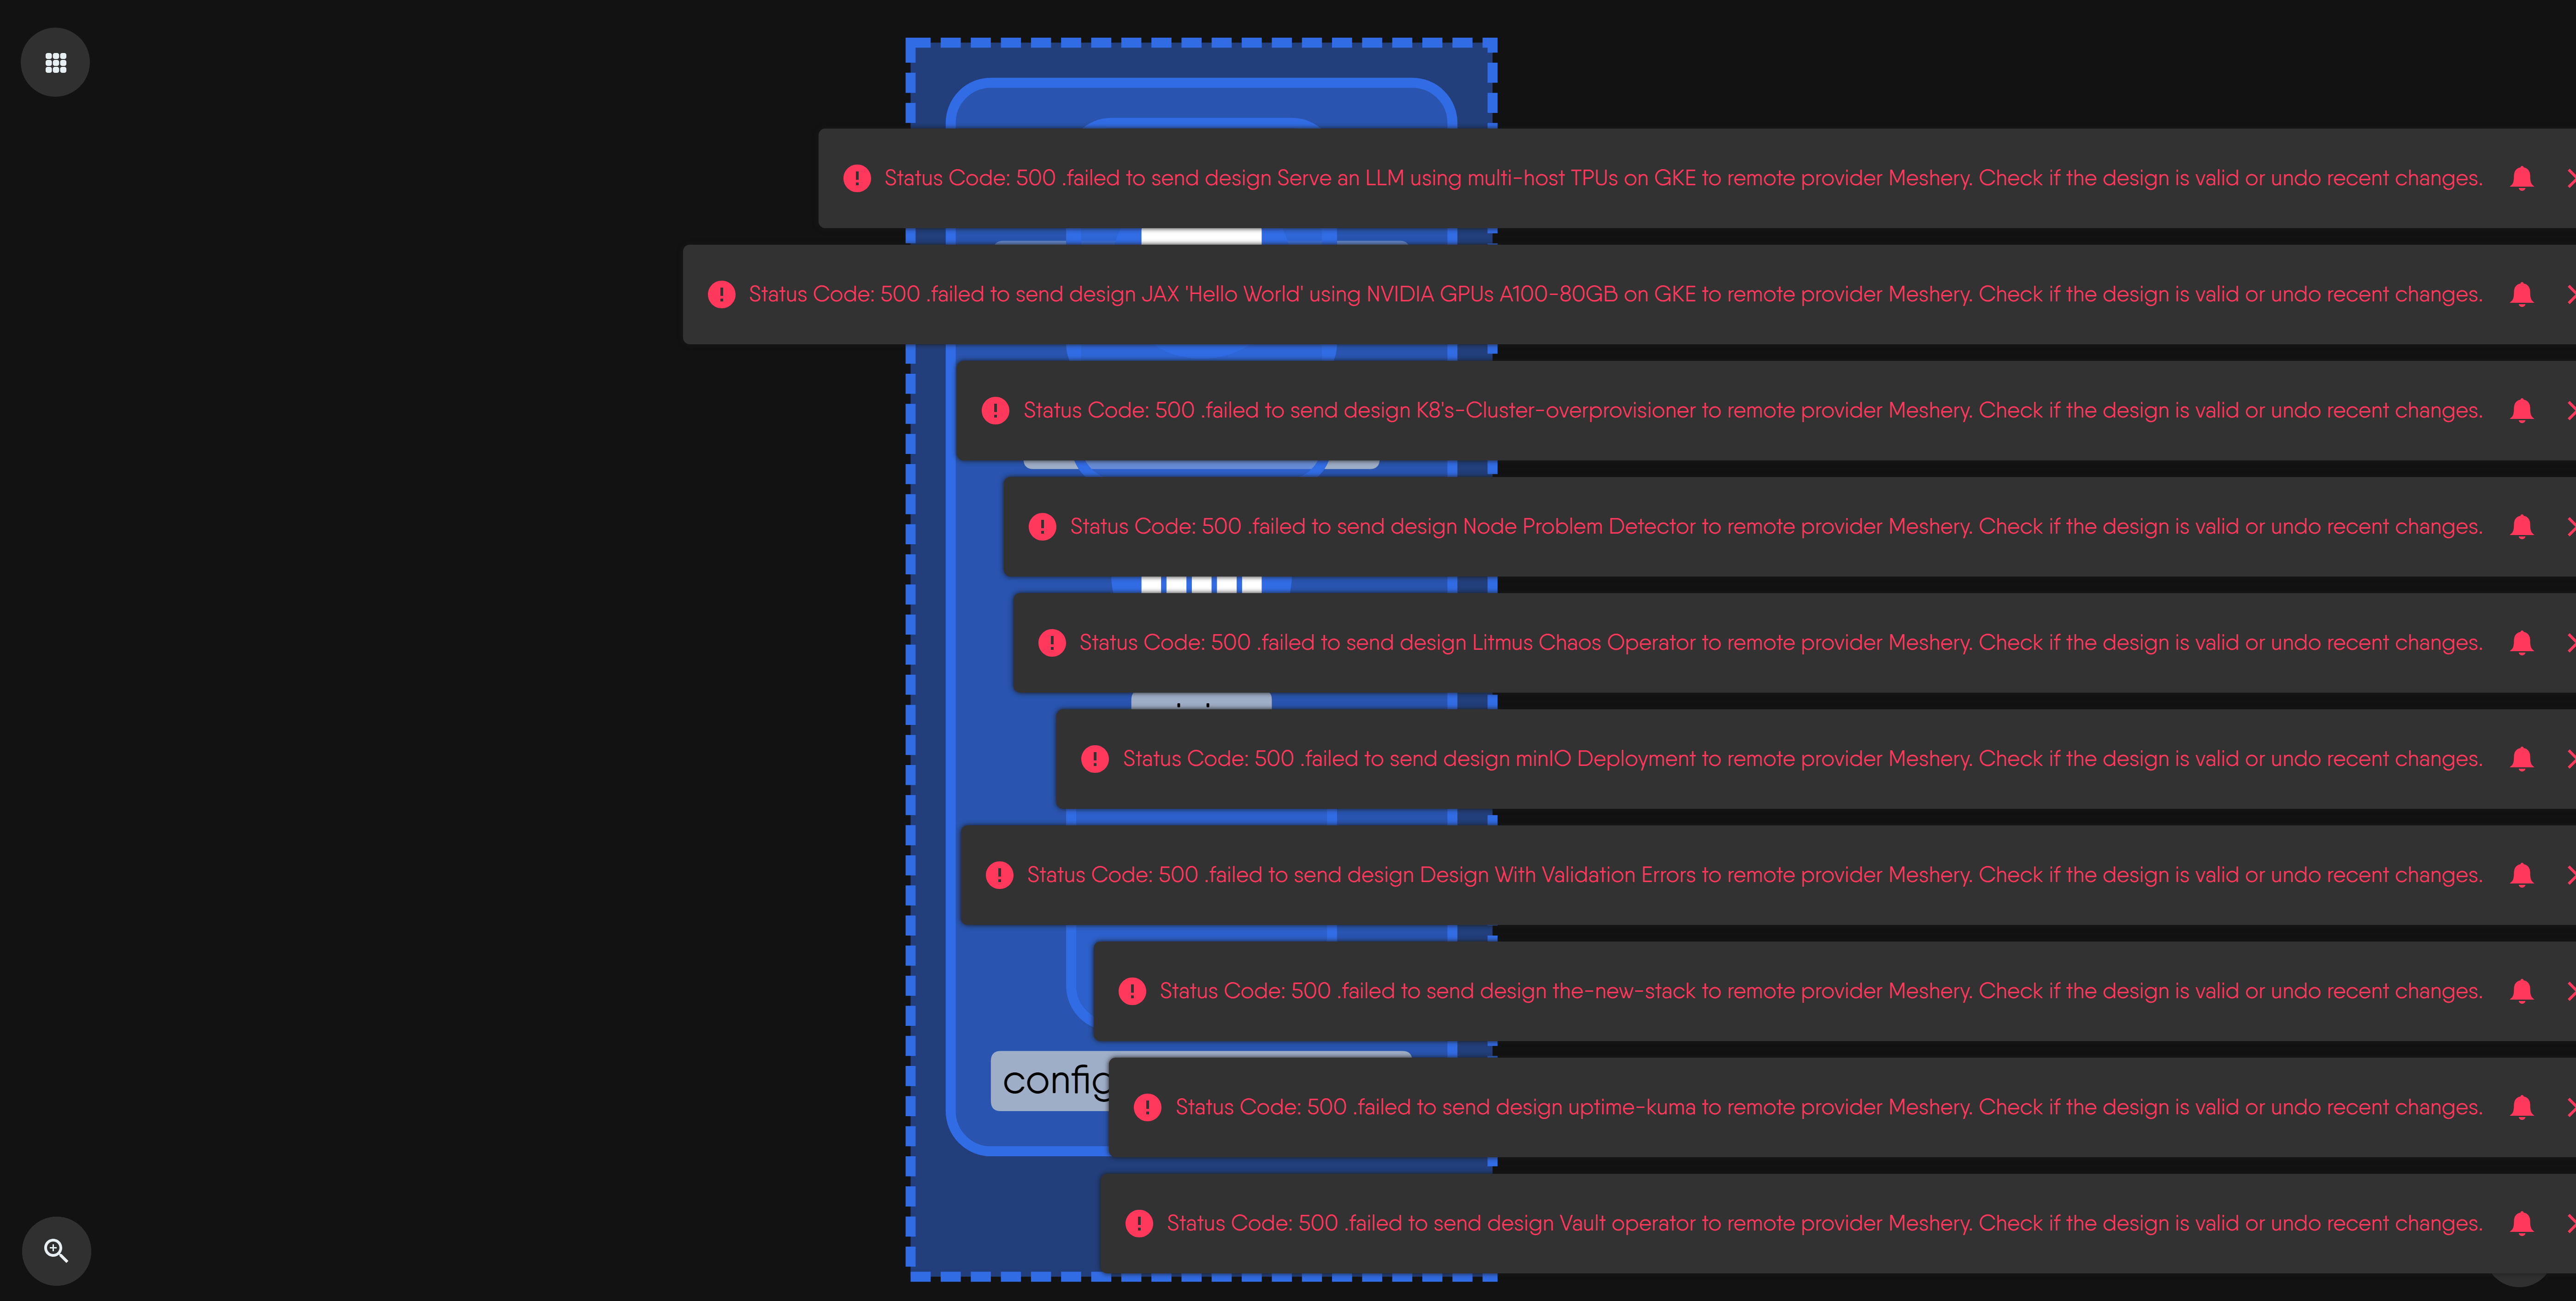 Status Code: 500 .failed to send design Serve an LLM using multi-host TPUs on GKE to remote provider Meshery. Check if the design is valid or undo recent changes.
Status Code: 500 .failed to send design JAX 'Hello World' using NVIDIA GPUs A100-80GB on GKE to remote provider Meshery. Check if the design is valid or undo recent changes.
Status Code: 500 .failed to send design K8's-Cluster-overprovisioner to remote provider Meshery. Check if the design is valid or undo recent changes.
Status Code: 500 .failed to send design Node Problem Detector to remote provider Meshery. Check if the design is valid or undo recent changes.
Status Code: 500 .failed to send design Litmus Chaos Operator to remote provider Meshery. Check if the design is valid or undo recent changes.
Status Code: 500 .failed to send design minIO Deployment to remote provider Meshery. Check if the design is valid or undo recent changes.
Status Code: 500 .failed to send design Design With Validation Errors to remote provider Meshery. Check if the design is valid or undo recent changes.
Status Code: 500 .failed to send design the-new-stack to remote provider Meshery. Check if the design is valid or undo recent changes.
config
Status Code: 500 .failed to send design uptime-kuma to remote provider Meshery. Check if the design is valid or undo recent changes.
Status Code: 500 .failed to send design Vault operator to remote provider Meshery. Check if the design is valid or undo recent changes.